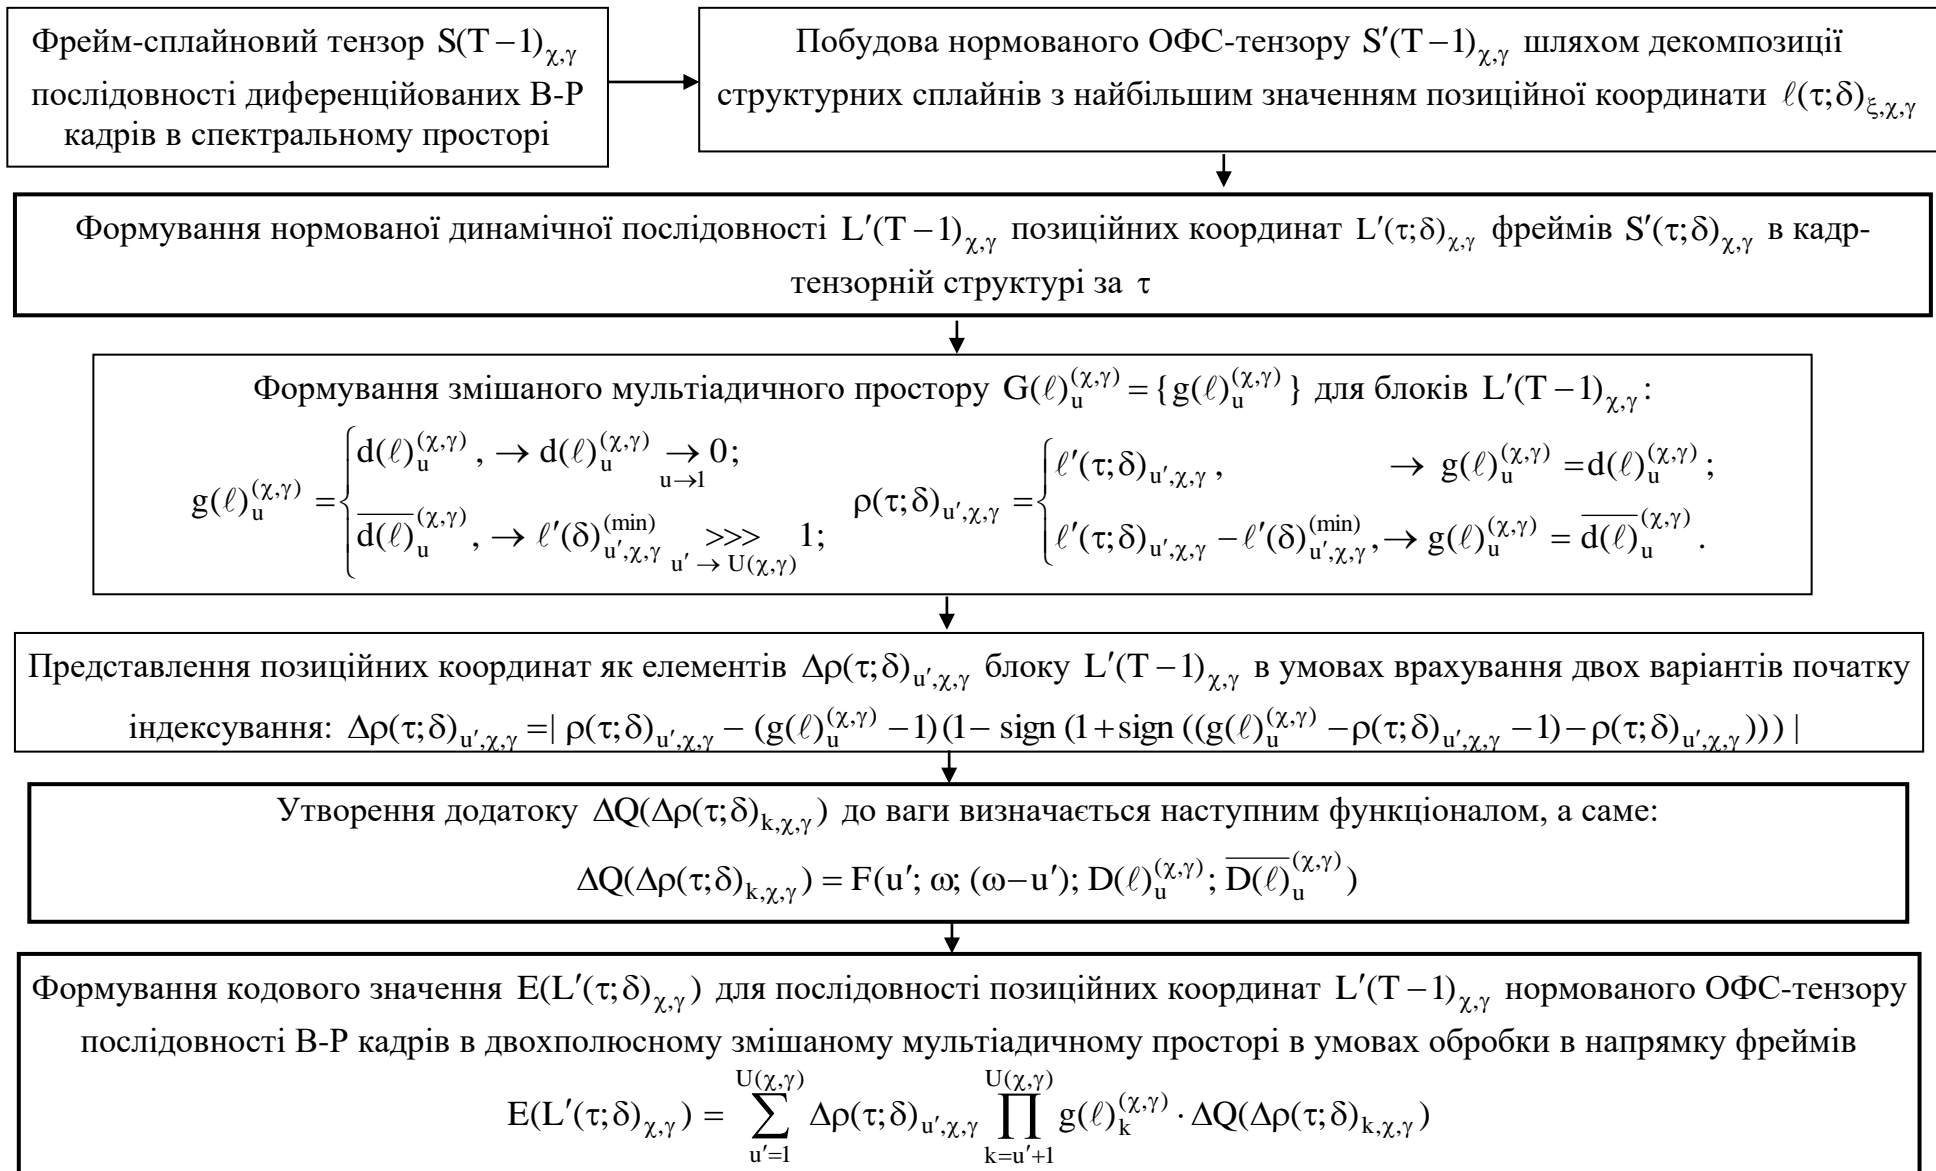 Фрейм-сплайновий тензор S(T−1)_{χ,γ}
послідовності диференційованих В-Р
кадрів в спектральному просторі
Побудова нормованого ОФС-тензору S′(T−1)_{χ,γ} шляхом декомпозиції
структурних сплайнів з найбільшим значенням позиційної координати ℓ(τ;δ)_{ξ,χ,γ}
Формування нормованої динамічної послідовності L′(T−1)_{χ,γ} позиційних координат L′(τ;δ)_{χ,γ} фреймів S′(τ;δ)_{χ,γ} в кадр-
тензорній структурі за τ
Формування змішаного мультіадичного простору G(ℓ)_u^{(χ,γ)} = {g(ℓ)_u^{(χ,γ)}} для блоків L′(T−1)_{χ,γ}:
g(ℓ)_u^{(χ,γ)} = { d(ℓ)_u^{(χ,γ)}, → d(ℓ)_u^{(χ,γ)} →_{u→1} 0;
\overline{d(ℓ)}_u^{(χ,γ)}, → ℓ′(δ)_{u′,χ,γ}^{(min)} >>>_{u′→U(χ,γ)} 1;
ρ(τ;δ)_{u′,χ,γ} = { ℓ′(τ;δ)_{u′,χ,γ}, → g(ℓ)_u^{(χ,γ)} = d(ℓ)_u^{(χ,γ)};
ℓ′(τ;δ)_{u′,χ,γ} − ℓ′(δ)_{u′,χ,γ}^{(min)}, → g(ℓ)_u^{(χ,γ)} = \overline{d(ℓ)}_u^{(χ,γ)}.
Представлення позиційних координат як елементів Δρ(τ;δ)_{u′,χ,γ} блоку L′(T−1)_{χ,γ} в умовах врахування двох варіантів початку
індексування: Δρ(τ;δ)_{u′,χ,γ} =| ρ(τ;δ)_{u′,χ,γ} − (g(ℓ)_u^{(χ,γ)} −1)(1− sign (1+sign ((g(ℓ)_u^{(χ,γ)} −ρ(τ;δ)_{u′,χ,γ} −1)−ρ(τ;δ)_{u′,χ,γ}))) |
Утворення додатоку ΔQ(Δρ(τ;δ)_{k,χ,γ}) до ваги визначається наступним функціоналом, а саме:
ΔQ(Δρ(τ;δ)_{k,χ,γ}) = F(u′; ω; (ω−u′); D(ℓ)_u^{(χ,γ)}; \overline{D(ℓ)}_u^{(χ,γ)})
Формування кодового значення E(L′(τ;δ)_{χ,γ}) для послідовності позиційних координат L′(T−1)_{χ,γ} нормованого ОФС-тензору
послідовності В-Р кадрів в двохполюсному змішаному мультіадичному просторі в умовах обробки в напрямку фреймів
E(L′(τ;δ)_{χ,γ}) = ∑_{u′=1}^{U(χ,γ)} Δρ(τ;δ)_{u′,χ,γ} ∏_{k=u′+1}^{U(χ,γ)} g(ℓ)_k^{(χ,γ)} · ΔQ(Δρ(τ;δ)_{k,χ,γ})